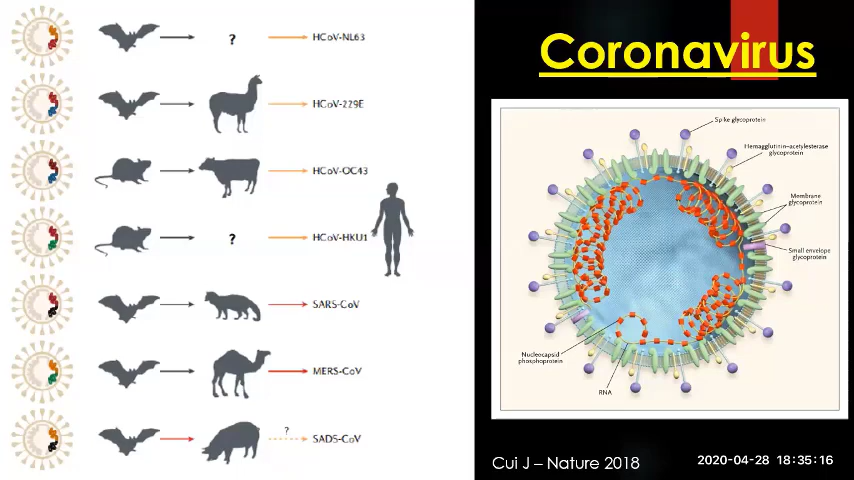 ?
HCoV-NL63
HCoV-229E
HCoV-OC43
?
HCoV-HKU1
SARS-CoV
MERS-CoV
?
SADS-CoV
Coronavirus
Spike glycoprotein
Hemagglutinin-acetylesterase
glycoprotein
Membrane
glycoprotein
Small envelope
glycoprotein
Nucleocapsid
phosphoprotein
RNA
Cui J – Nature 2018
2020-04-28 18:35:16